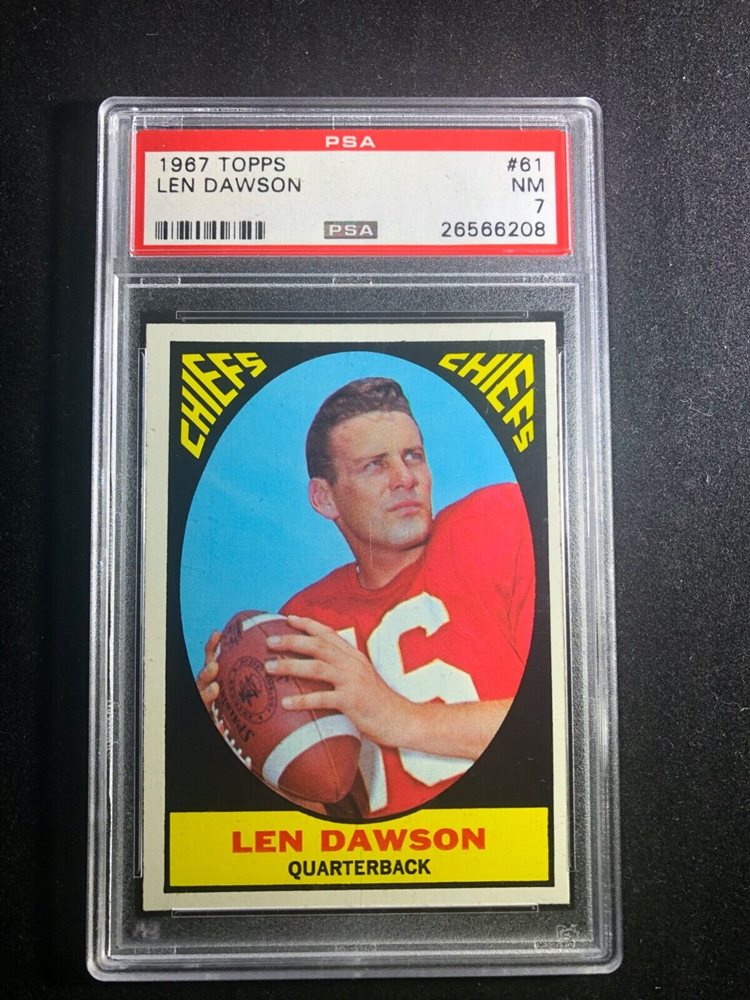 PSA
1967 TOPPS #61
LEN DAWSON NM
7
PSA 26566208
CHIEFS CHIEFS
16
LEN DAWSON
QUARTERBACK